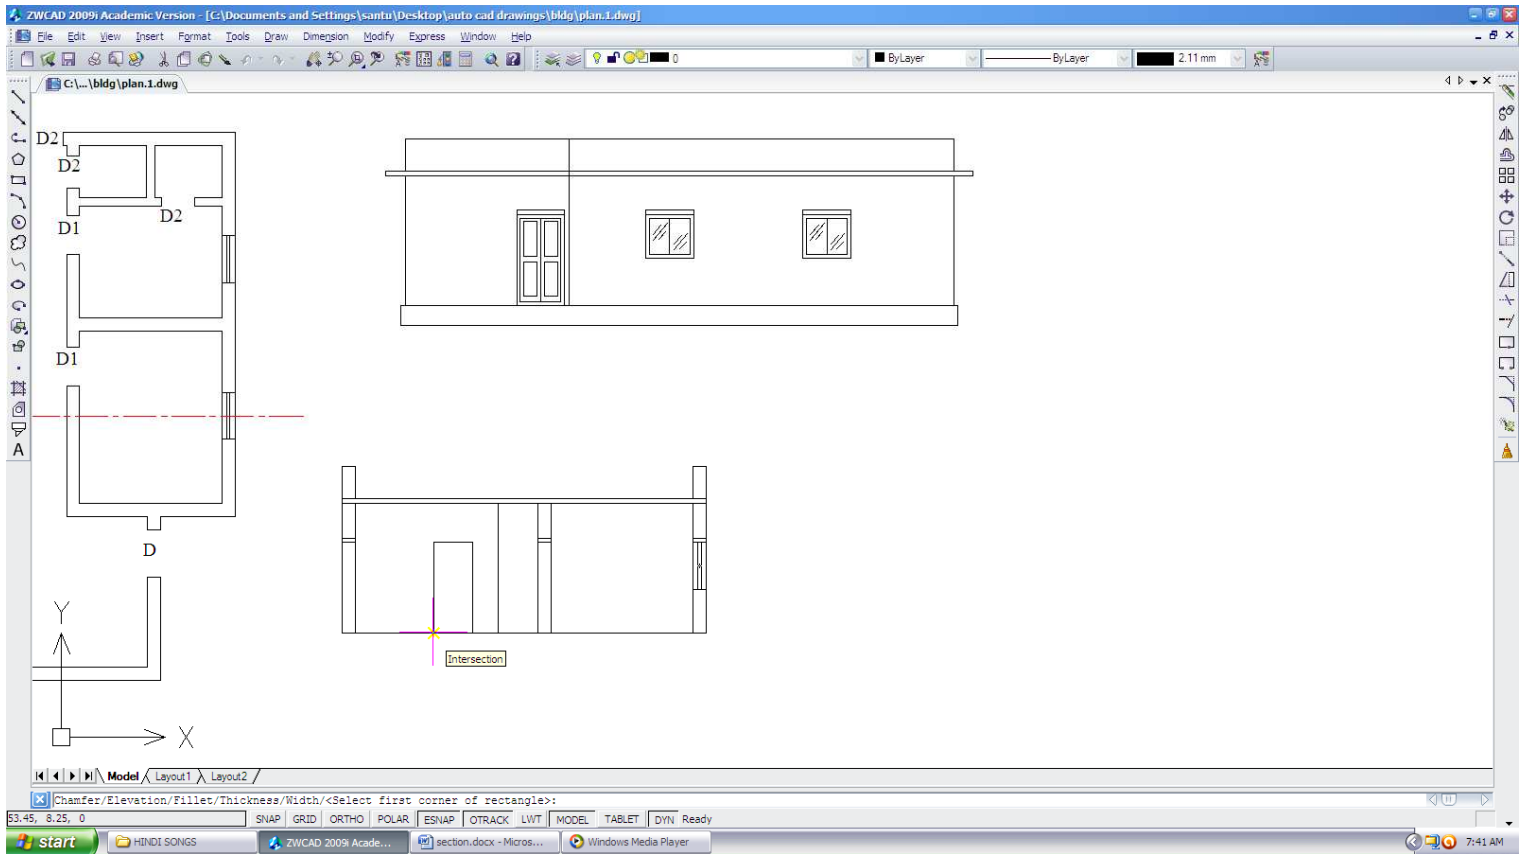 ZWCAD 2009i Academic Version - [C:\Documents and Settings\santu\Desktop\auto cad drawings\bldg\plan.1.dwg]
File Edit View Insert Format Tools Draw Dimension Modify Express Window Help
0 ByLayer ByLayer 2.11 mm
C:\...\bldg\plan.1.dwg
D2
D2
D2
D1
D1
D
Y
X
Intersection
A
Model Layout1 Layout2
Chamfer/Elevation/Fillet/Thickness/Width/<Select first corner of rectangle>:
53.45, 8.25, 0 SNAP GRID ORTHO POLAR ESNAP OTRACK LWT MODEL TABLET DYN Ready
start HINDI SONGS ZWCAD 2009i Acade... section.docx - Micros... Windows Media Player 7:41 AM